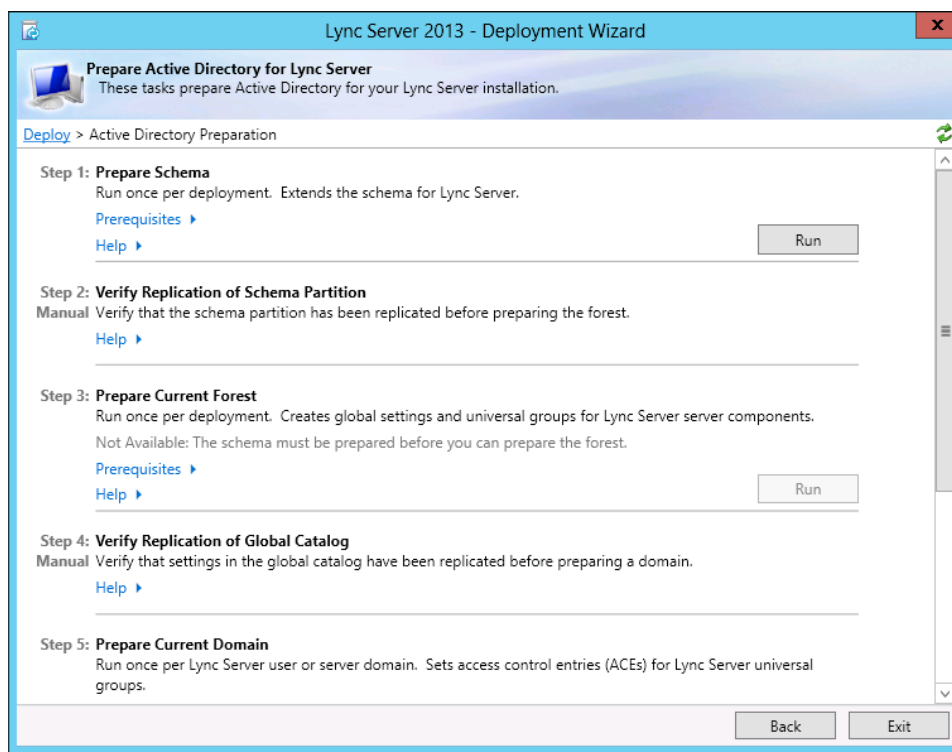 Lync Server 2013 - Deployment Wizard
x
Prepare Active Directory for Lync Server
These tasks prepare Active Directory for your Lync Server installation.
Deploy > Active Directory Preparation
Step 1: Prepare Schema
Run once per deployment. Extends the schema for Lync Server.
Prerequisites
Help
Run
Step 2: Verify Replication of Schema Partition
Manual Verify that the schema partition has been replicated before preparing the forest.
Help
Step 3: Prepare Current Forest
Run once per deployment. Creates global settings and universal groups for Lync Server server components.
Not Available: The schema must be prepared before you can prepare the forest.
Prerequisites
Help
Run
Step 4: Verify Replication of Global Catalog
Manual Verify that settings in the global catalog have been replicated before preparing a domain.
Help
Step 5: Prepare Current Domain
Run once per Lync Server user or server domain. Sets access control entries (ACEs) for Lync Server universal
groups.
Back Exit